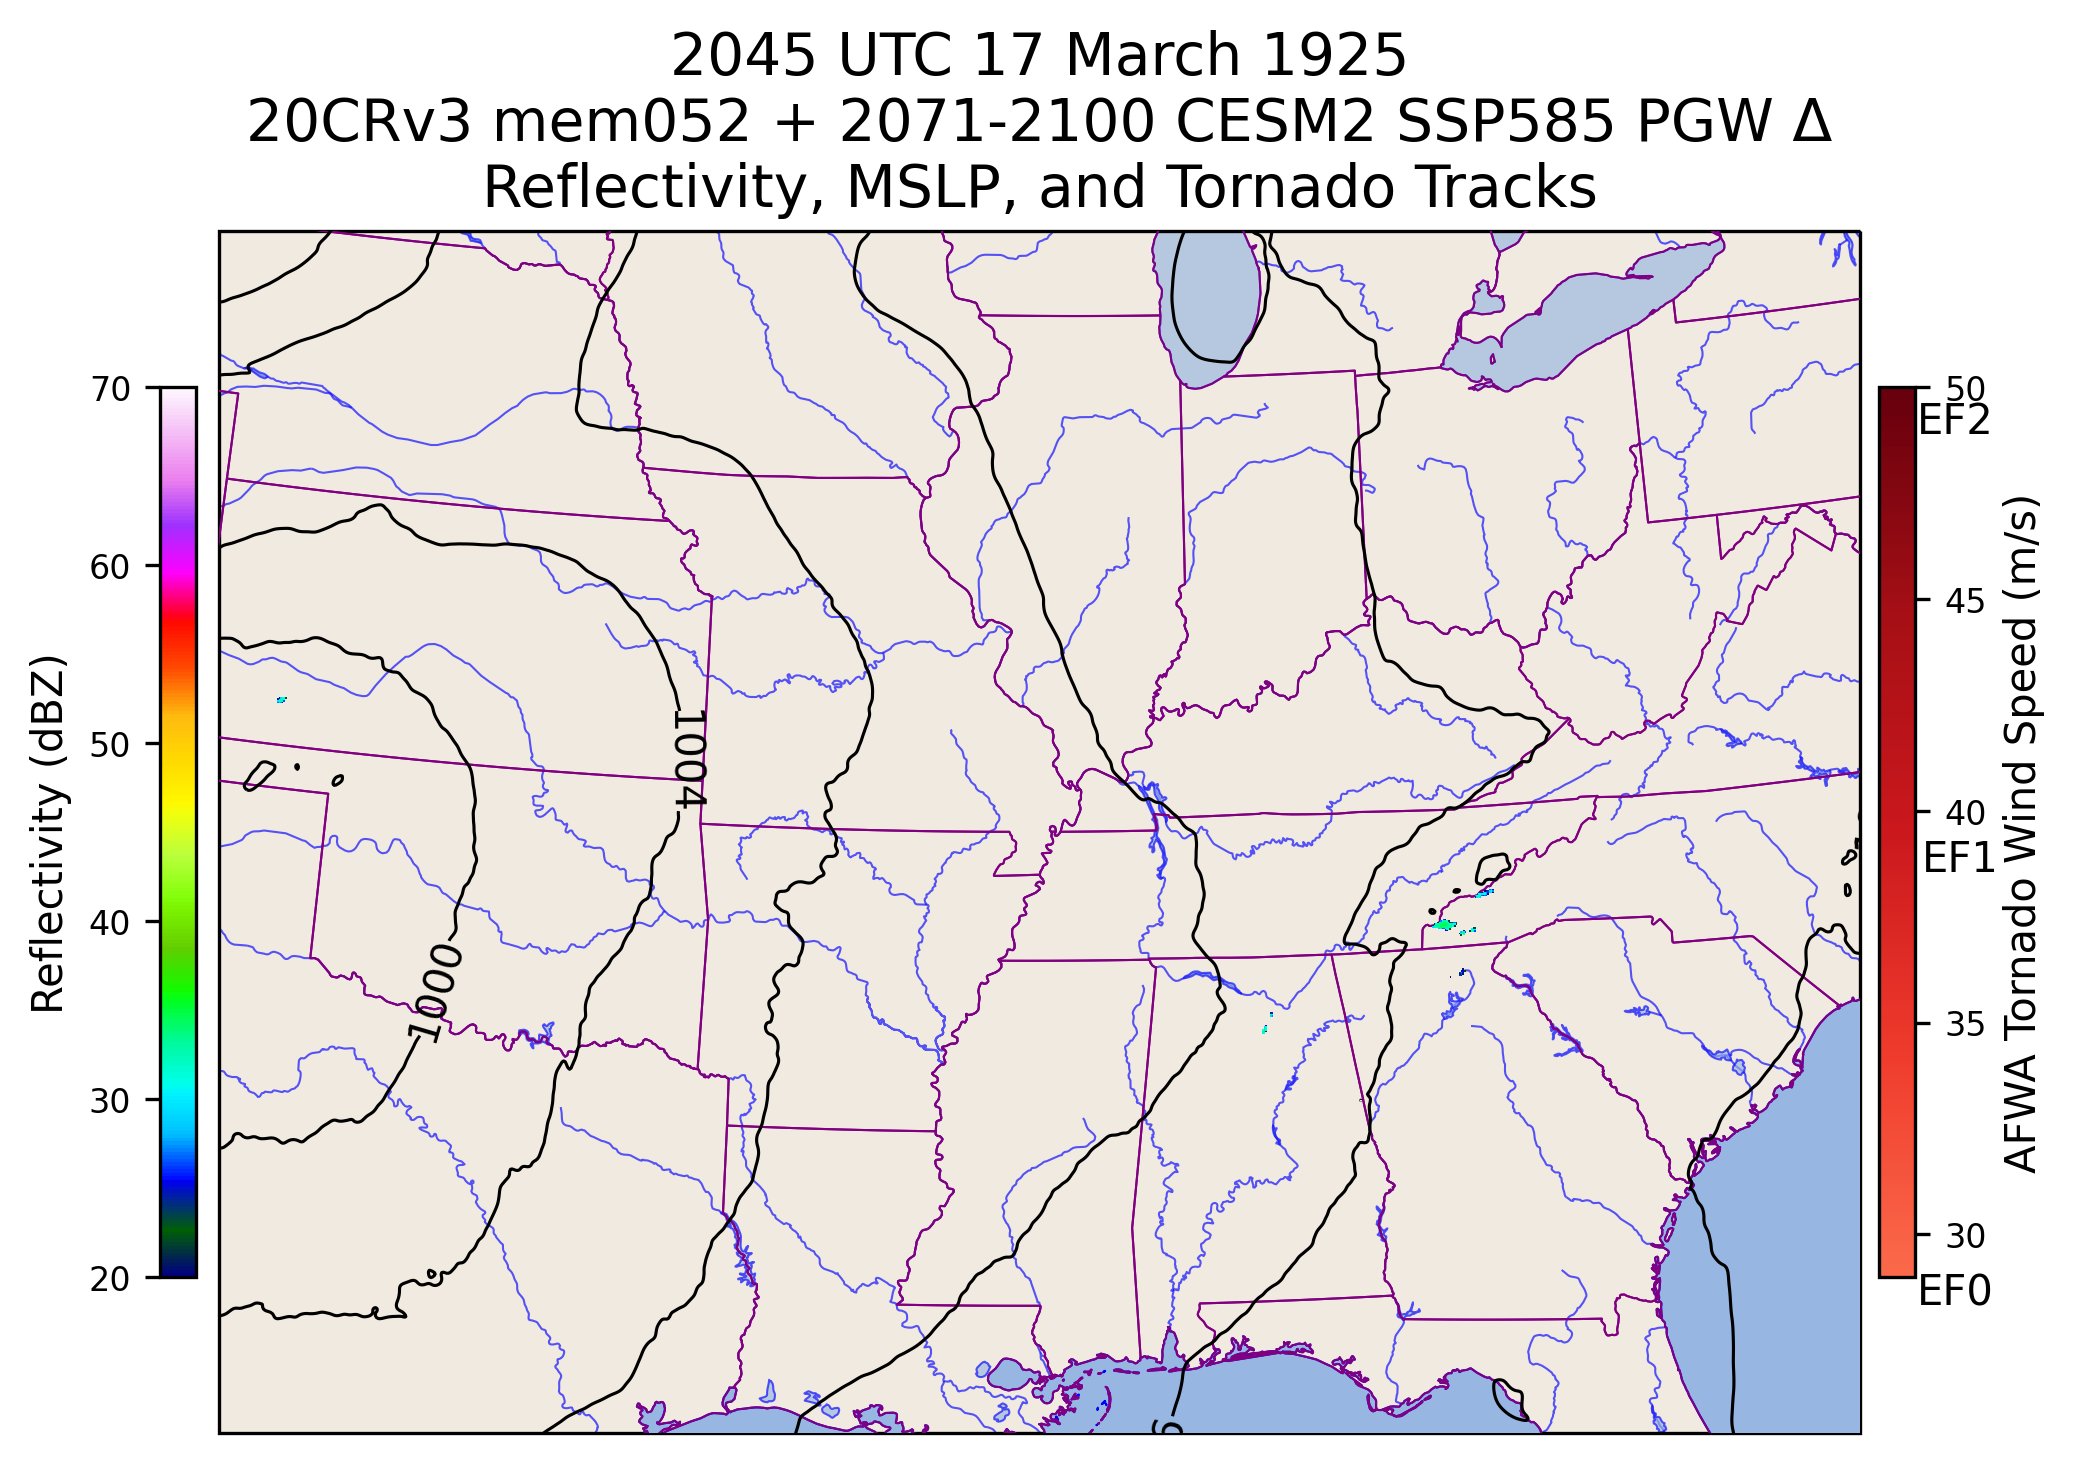 2045 UTC 17 March 1925
20CRv3 mem052 + 2071-2100 CESM2 SSP585 PGW Δ
Reflectivity, MSLP, and Tornado Tracks
70
60
50
40
30
20
Reflectivity (dBZ)
1004
1000
50
EF2
45
40
EF1
35
30
EF0
AFWA Tornado Wind Speed (m/s)